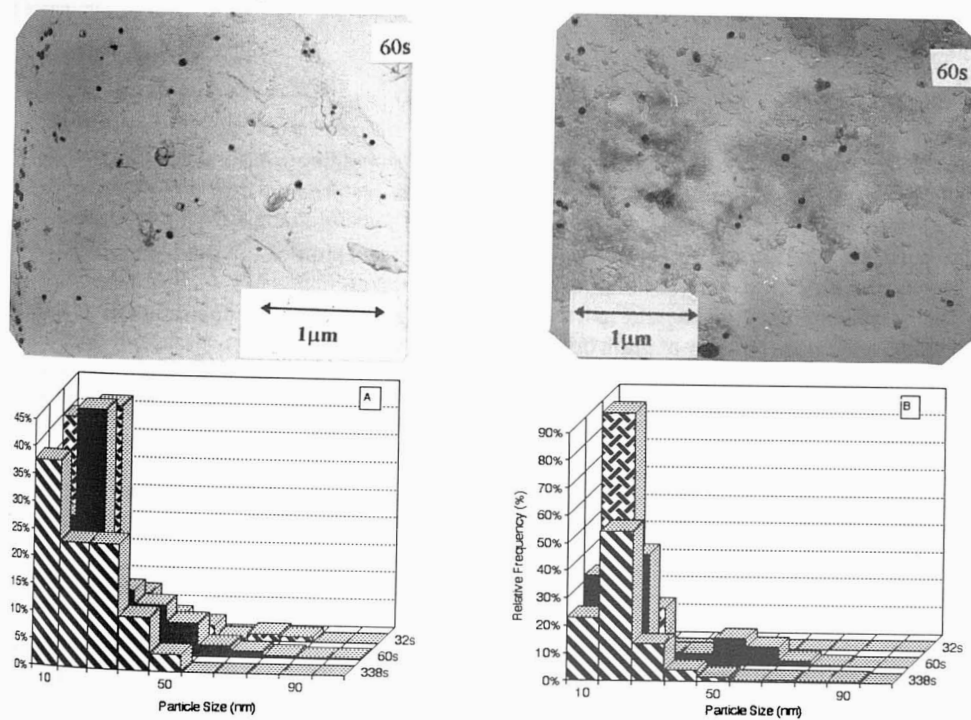 60s
1μm
60s
1μm
A
45%
40%
35%
30%
25%
20%
15%
10%
5%
0%
10
50
90
32s
60s
338s
Particle Size (nm)
B
Relative Frequency (%)
90%
80%
70%
60%
50%
40%
30%
20%
10%
0%
10
50
90
32s
60s
338s
Particle Size (nm)